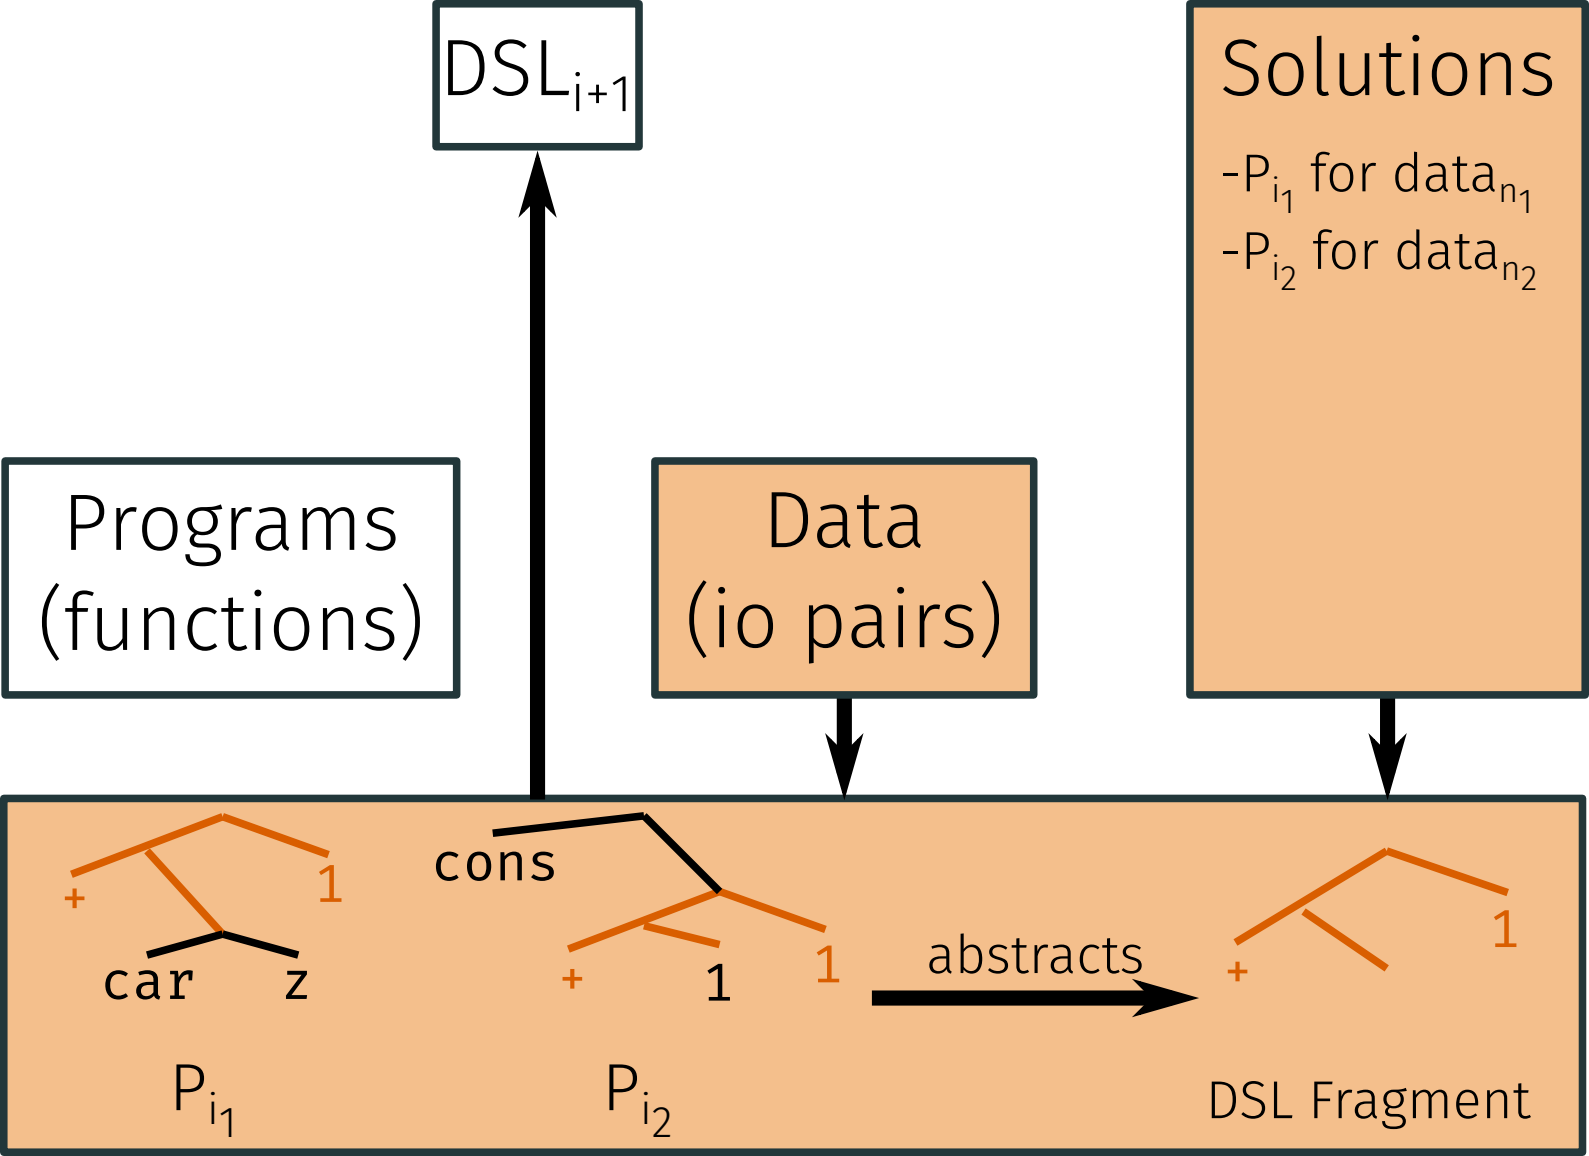 DSLi+1
Solutions
-Pi1 for datan1
-Pi2 for datan2
Programs
(functions)
Data
(io pairs)
+
car
z
1
Pi1
cons
+
1
1
Pi2
abstracts
+
1
DSL Fragment